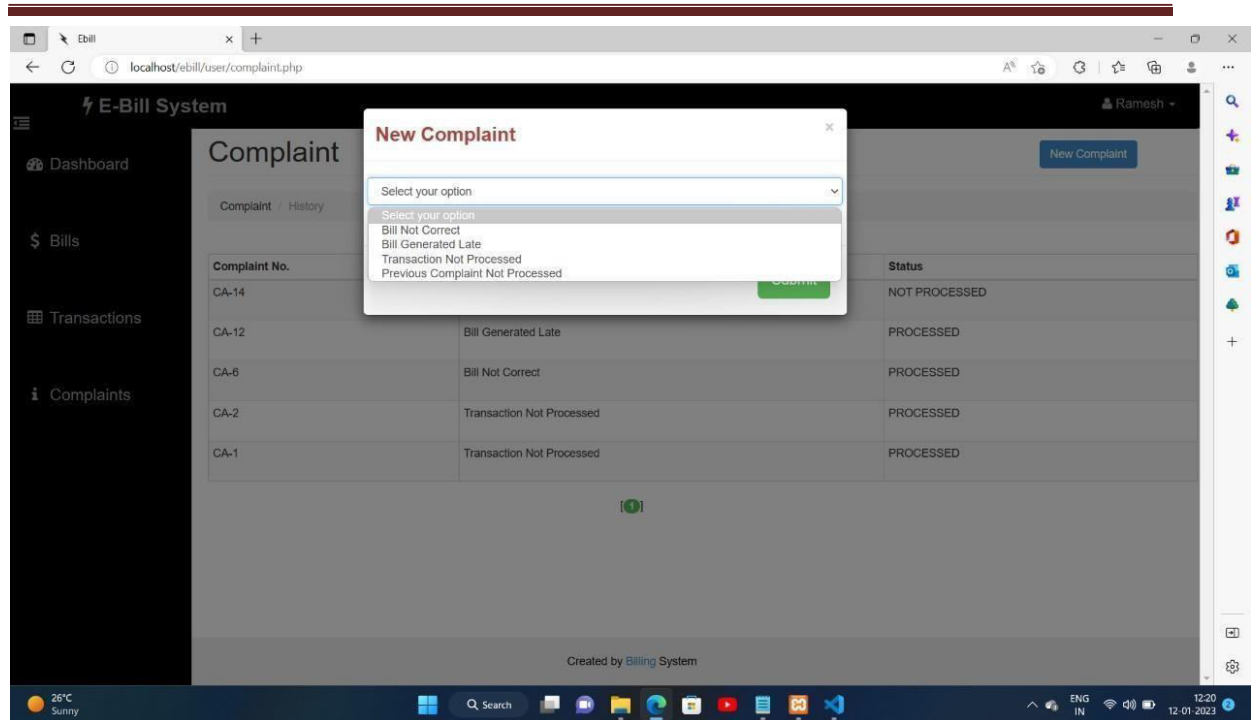 Ebill
localhost/ebill/user/complaint.php
E-Bill System
Ramesh
New Complaint
×
Dashboard
Complaint
New Complaint
Select your option
Complaint / History
Select your option
Bill Not Correct
Bill Generated Late
Transaction Not Processed
Previous Complaint Not Processed
Bills
Complaint No. Status
Submit
CA-14 NOT PROCESSED
Transactions
CA-12 Bill Generated Late PROCESSED
CA-6 Bill Not Correct PROCESSED
Complaints
CA-2 Transaction Not Processed PROCESSED
CA-1 Transaction Not Processed PROCESSED
[1]
Created by Billing System
26°C
Sunny
Search
ENG
IN
12:20
12-01-2023
2